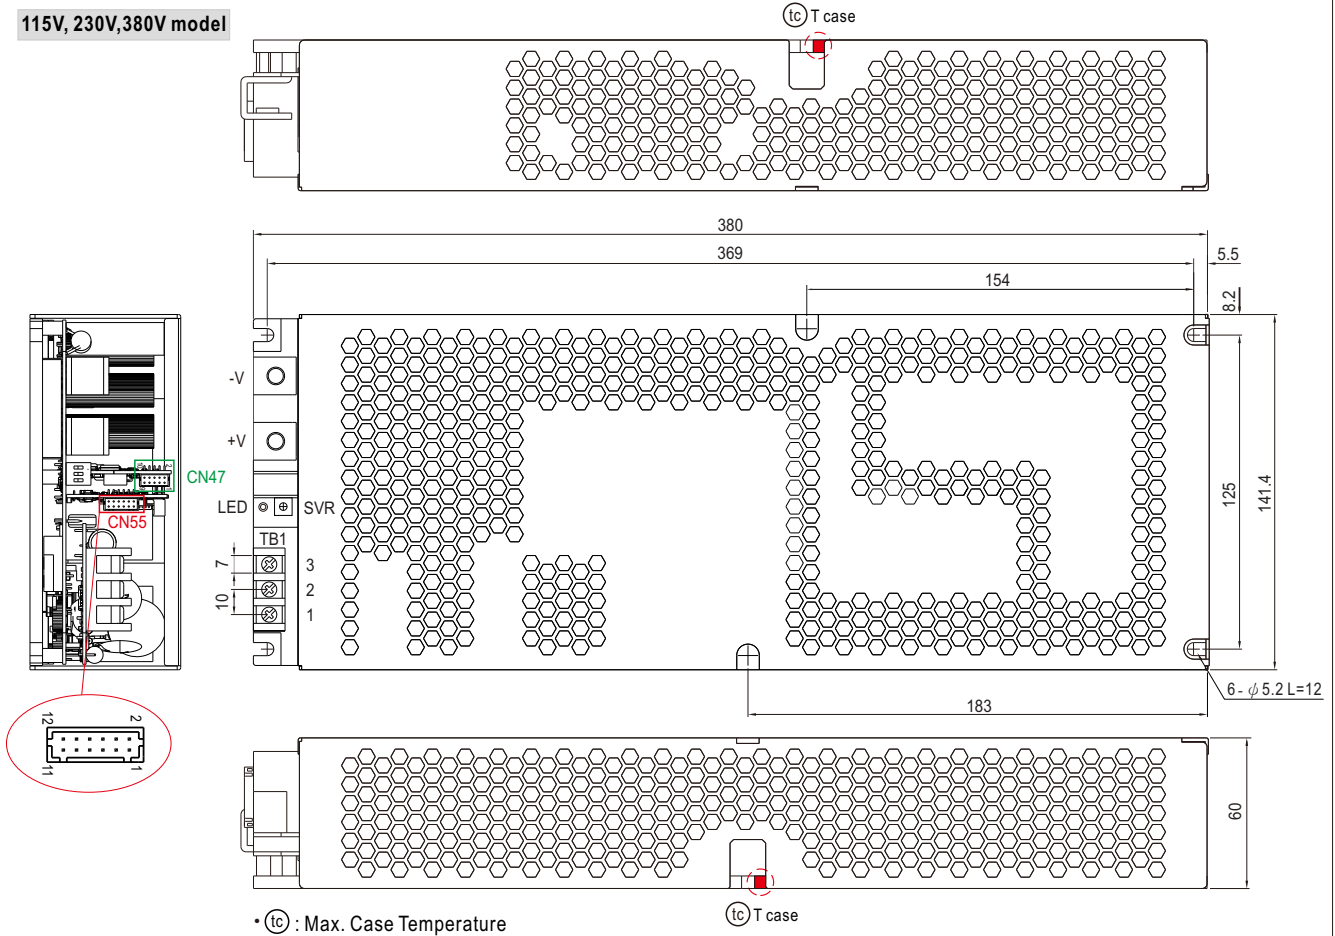 115V, 230V,380V model
tc T case
380
369
5.5
154
8.2
-V
+V
CN47
CN55
LED
SVR
TB1
3
2
1
7
10
125
141.4
6 - ϕ 5.2 L=12
183
12
2
11
1
60
tc T case
• tc : Max. Case Temperature